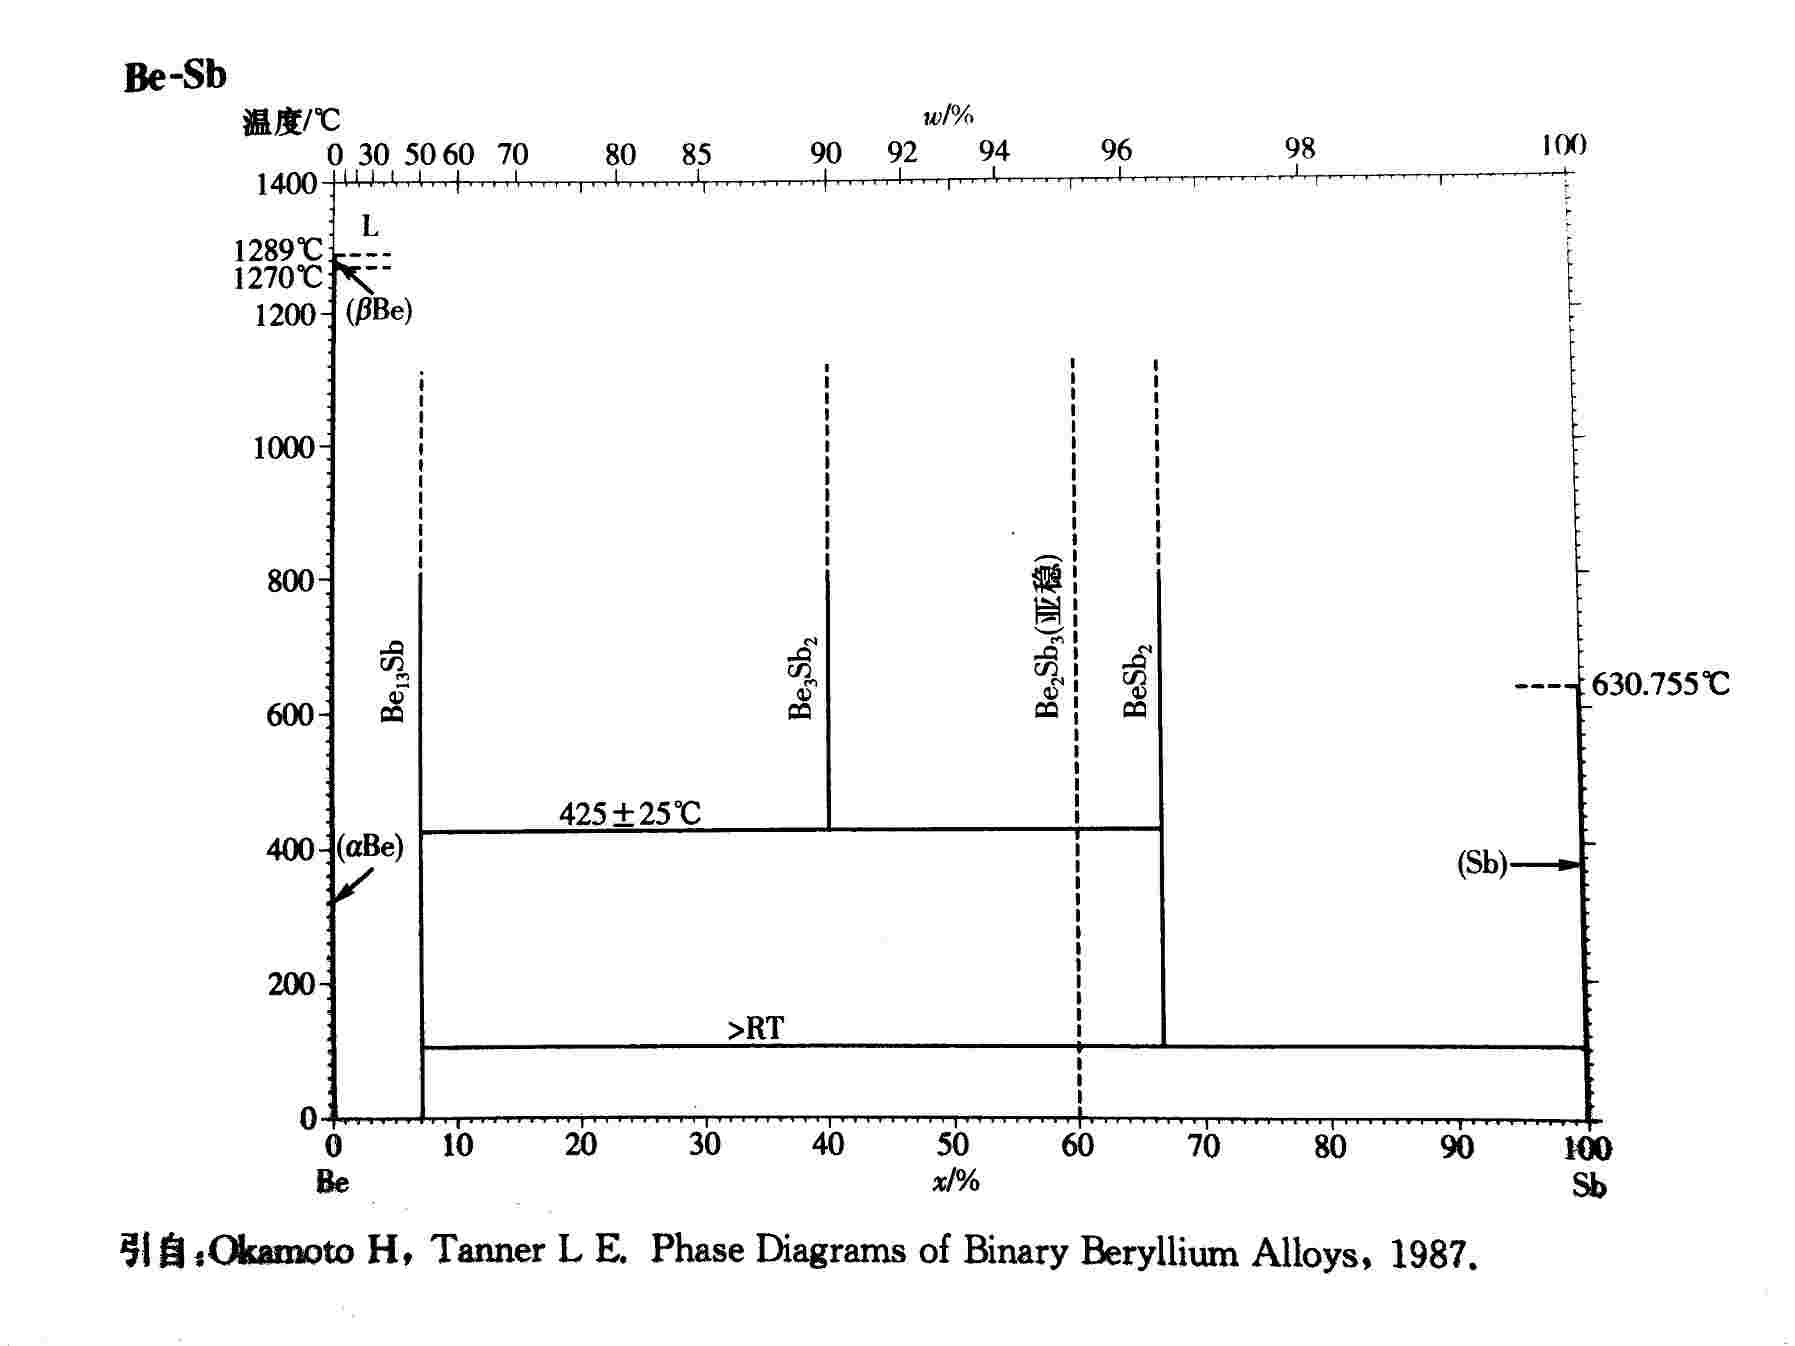 Be-Sb
温度/℃
w/%
0 30 50 60 70 80 85 90 92 94 96 98 100
1400
L
1289℃
1270℃
(βBe)
1200
1000
800
Be₁₃Sb
Be₃Sb₂
Be₂Sb₃(亚稳)
BeSb₂
630.755℃
600
425±25℃
400
(αBe)
(Sb)
200
>RT
0
0 10 20 30 40 50 60 70 80 90 100
Be
x/%
Sb
引自:Okamoto H, Tanner L E. Phase Diagrams of Binary Beryllium Alloys, 1987.